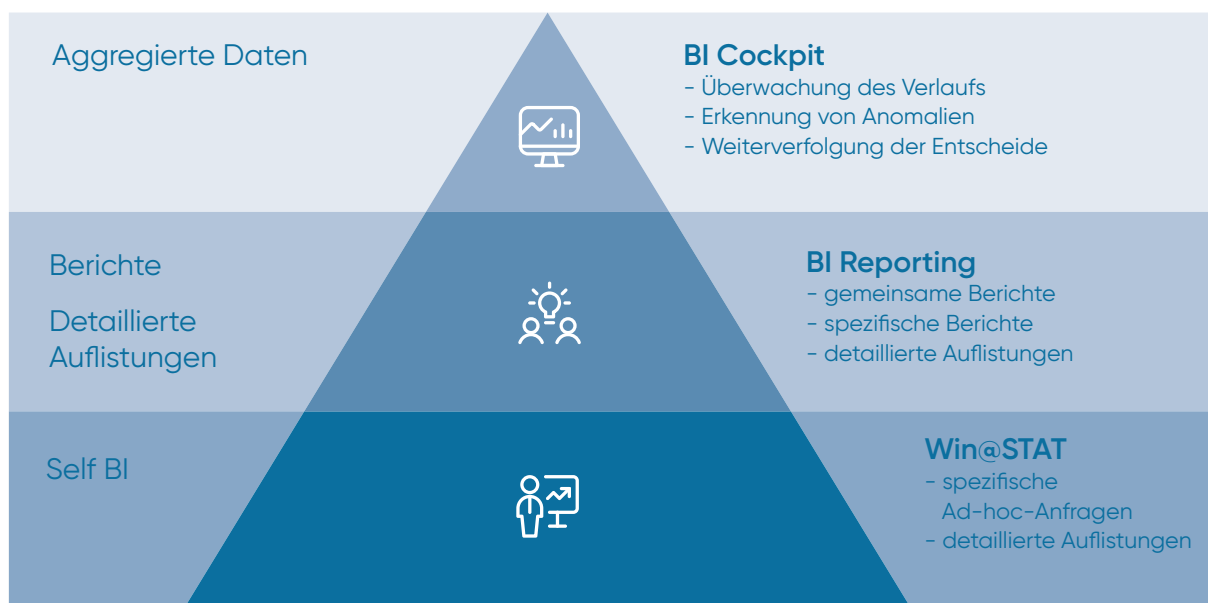 Aggregierte Daten
BI Cockpit
- Überwachung des Verlaufs
- Erkennung von Anomalien
- Weiterverfolgung der Entscheide
Berichte
Detaillierte
Auflistungen
BI Reporting
- gemeinsame Berichte
- spezifische Berichte
- detaillierte Auflistungen
Self BI
Win@STAT
- spezifische
Ad-hoc-Anfragen
- detaillierte Auflistungen